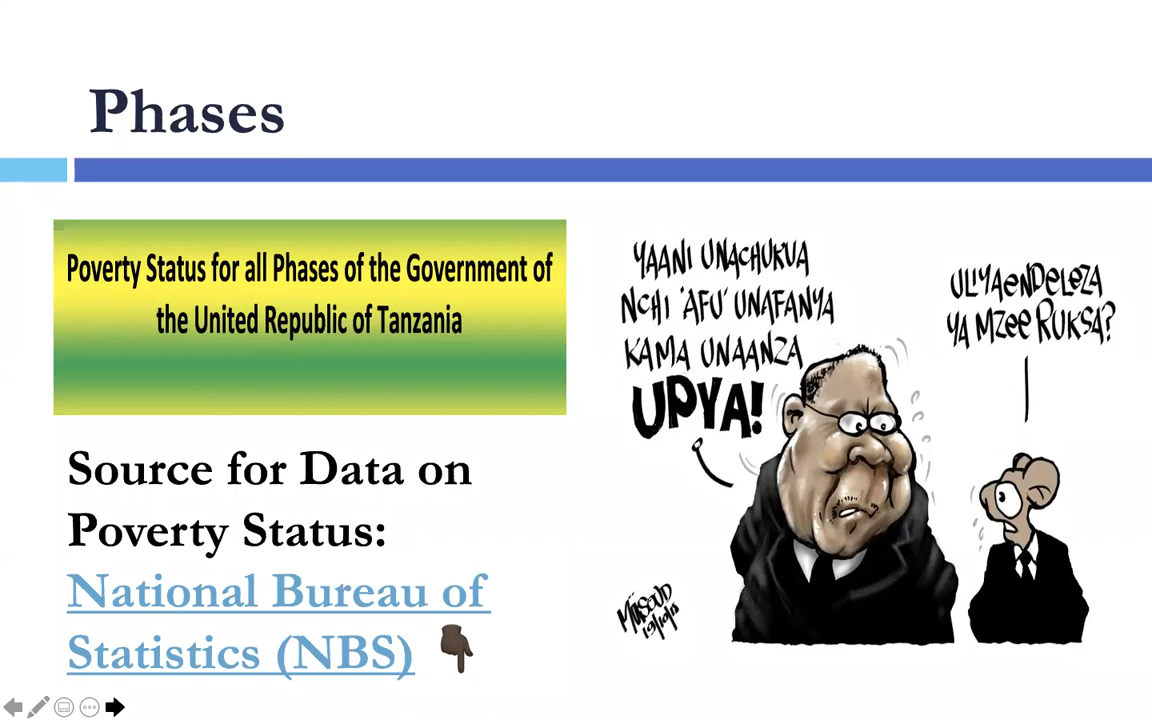 Phases
Poverty Status for all Phases of the Government of
the United Republic of Tanzania
Source for Data on
Poverty Status:
National Bureau of
Statistics (NBS)
YAANI UNACHUKUA
NCHI 'AFU' UNAFANYA
KAMA UNAANZA
UPYA!
ULIYAENDELEZA
YA MZEE RUKSA?
MASOUD